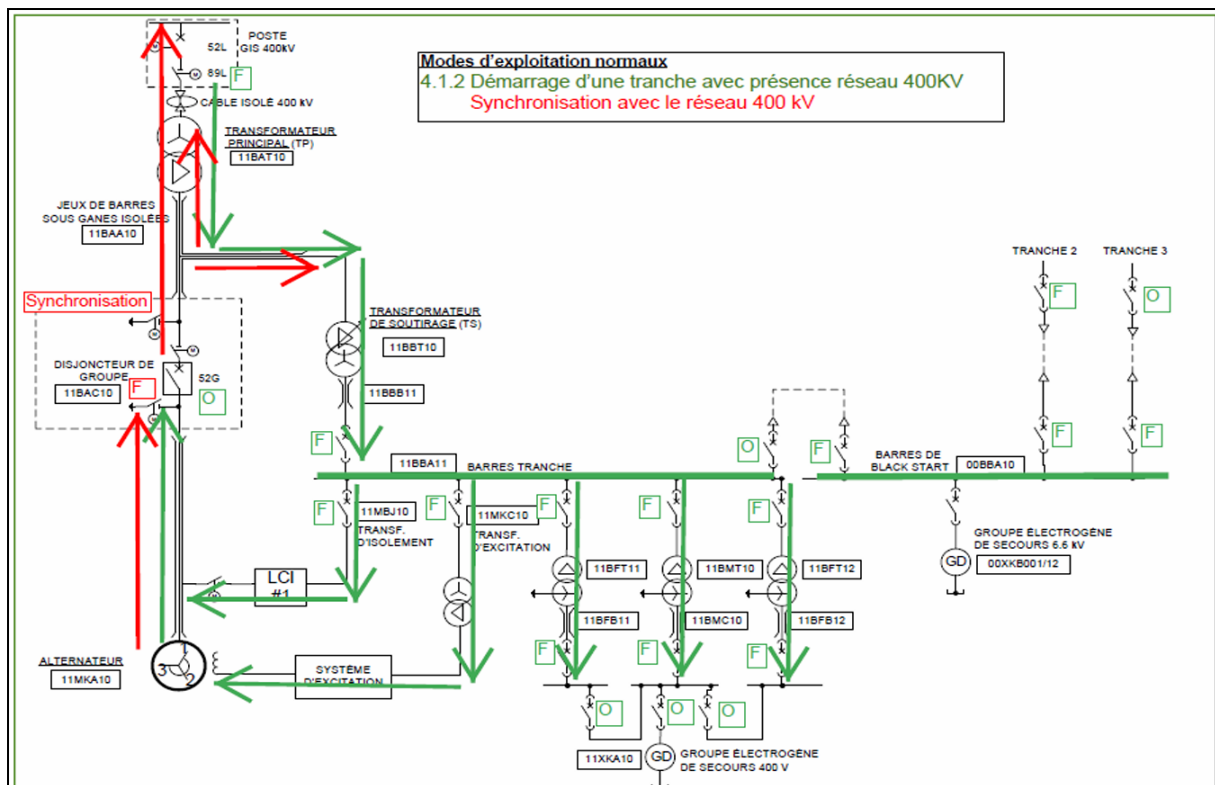 POSTE
GIS 400kV
52L
89L
F
CÂBLE ISOLÉ 400 kV
Modes d'exploitation normaux
4.1.2 Démarrage d'une tranche avec présence réseau 400KV
Synchronisation avec le réseau 400 kV
TRANSFORMATEUR
PRINCIPAL (TP)
11BAT10
JEUX DE BARRES
SOUS GANES ISOLÉES
11BAA10
TRANCHE 2
TRANCHE 3
F
O
Synchronisation
TRANSFORMATEUR
DE SOUTIRAGE (TS)
11BBT10
DISJONCTEUR DE
GROUPE
11BAC10
F
52G
O
11BBB11
F
O
F
F
F
11BBA11
BARRES TRANCHE
BARRES DE
BLACK START
00BBA10
F
11MBJ10
TRANSF.
D'ISOLEMENT
F
11MKC10
TRANSF.
D'EXCITATION
F
F
F
GROUPE ÉLECTROGÈNE
DE SECOURS 6.6 kV
00XKB001/12
GD
LCI
#1
11BFT11
11BMT10
11BFT12
11BFB11
11BMC10
11BFB12
ALTERNATEUR
11MKA10
1
3
2
SYSTÈME
D'EXCITATION
F
F
F
O
O
O
11XKA10
GD
GROUPE ÉLECTROGÈNE
DE SECOURS 400 V